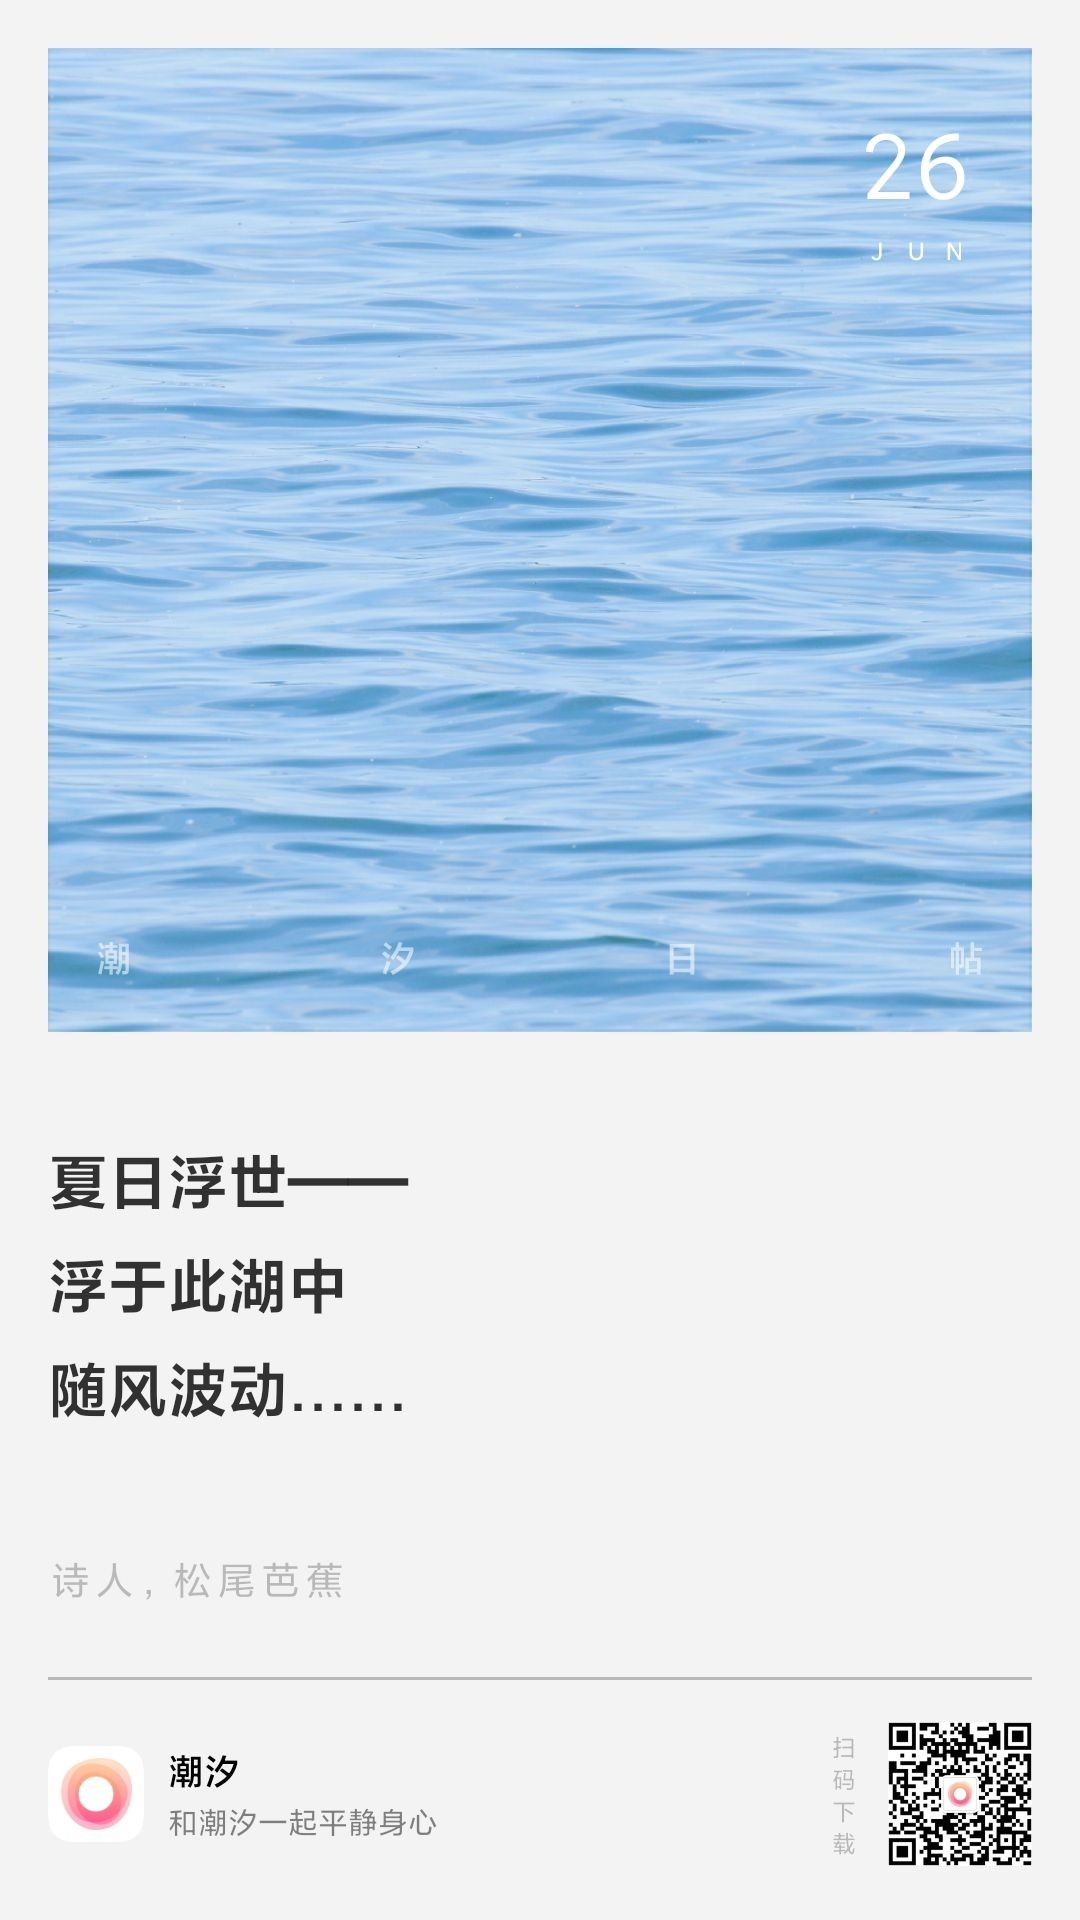 26
JUN
潮汐日帖
夏日浮世——
浮于此湖中
随风波动……
诗人，松尾芭蕉
潮汐
和潮汐一起平静身心
扫码下载